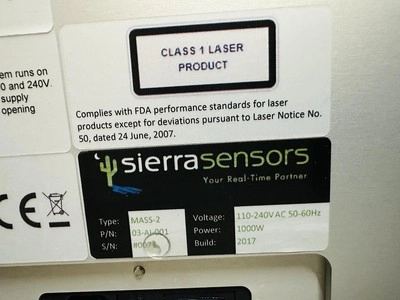 CLASS 1 LASER
PRODUCT
em runs on
0 and 240V.
supply
opening
Complies with FDA performance standards for laser
products except for deviations pursuant to Laser Notice No.
50, dated 24 June, 2007.
sierrasensors
Your Real-Time Partner
CE
Type: MASS-2 Voltage: 110-240V AC 50-60Hz
P/N: 03-AI-001 Power: 1000W
S/N: Build: 2017